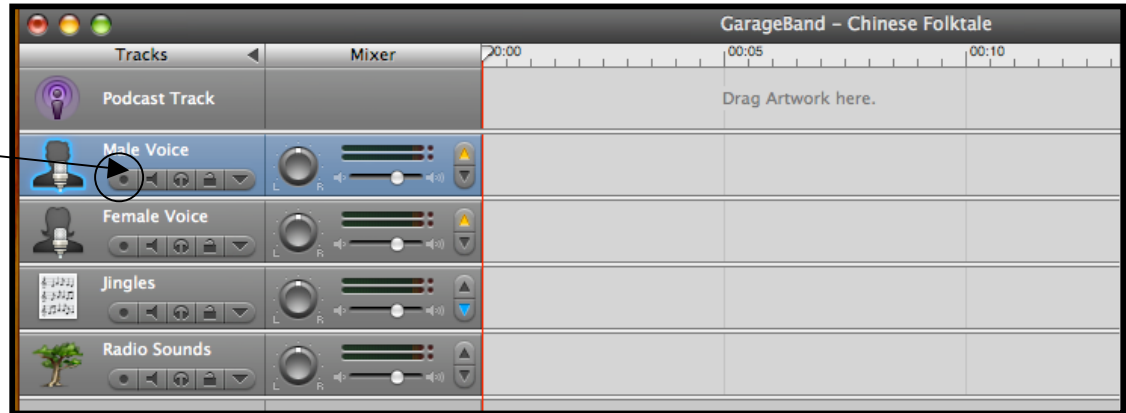 GarageBand – Chinese Folktale
Tracks Mixer 00:00 00:05 00:10
Podcast Track Drag Artwork here.
Male Voice
L R
Female Voice
L R
Jingles
L R
Radio Sounds
L R